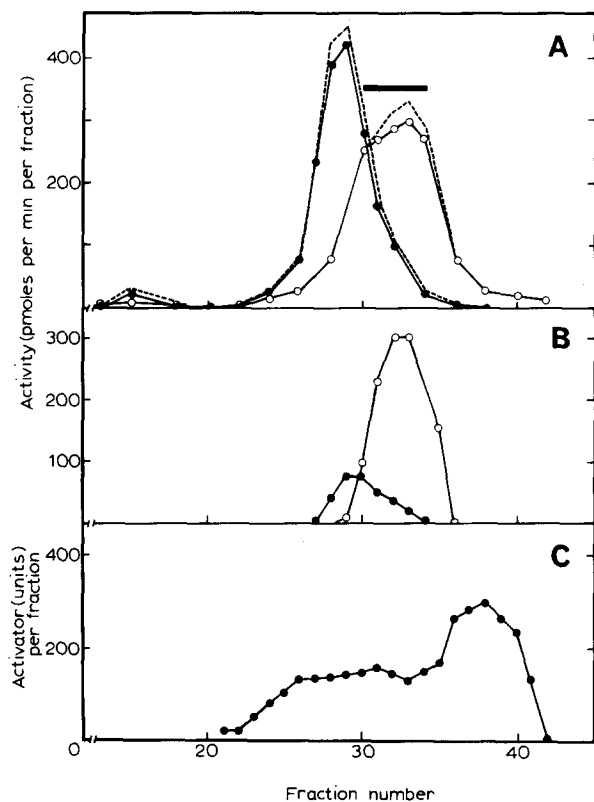 A
400
200
Activity (pmoles per min per fraction)
B
300
200
100
C
400
200
Activator (units)
per fraction
0
20
30
40
Fraction number